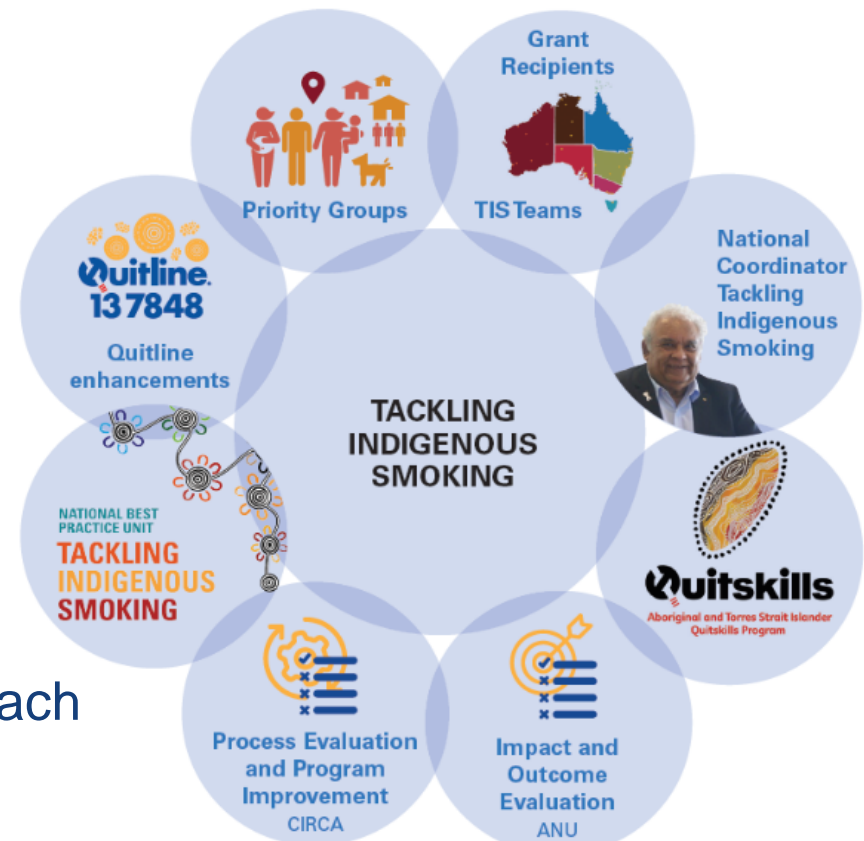 Grant
Recipients
TIS Teams
Priority Groups
National
Coordinator
Tackling
Indigenous
Smoking
Quitline.
13 7848
Quitline
enhancements
TACKLING
INDIGENOUS
SMOKING
NATIONAL BEST
PRACTICE UNIT
TACKLING
INDIGENOUS
SMOKING
Quitskills
Aboriginal and Torres Strait Islander
Quitskills Program
ach
Process Evaluation
and Program
Improvement
CIRCA
Impact and
Outcome
Evaluation
ANU